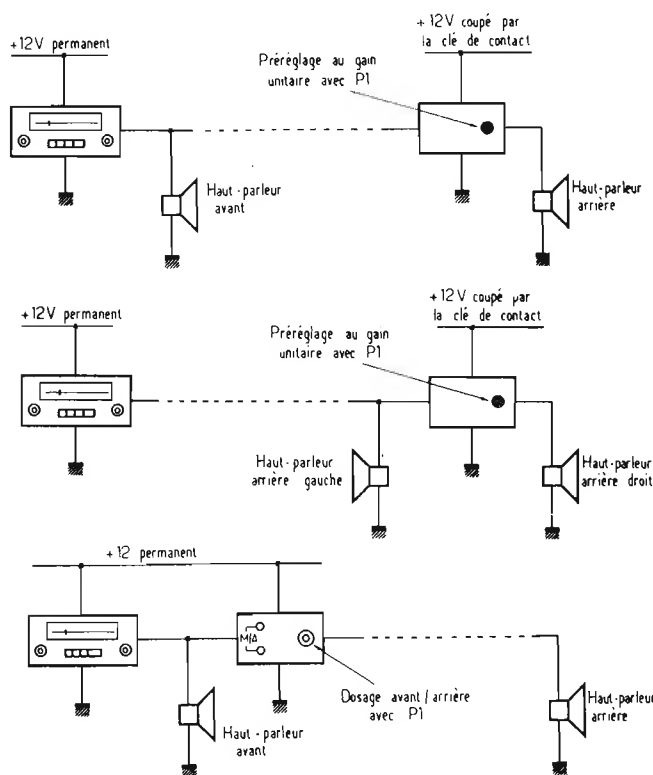 +12V permanent
+12V coupé par
la clé de contact
Préréglage au gain
unitaire avec P1
Haut-parleur
avant
Haut-parleur
arrière
+12V permanent
+12V coupé par
la clé de contact
Préréglage au gain
unitaire avec P1
Haut-parleur
arrière gauche
Haut-parleur
arrière droit
+12 permanent
M/A
Dosage avant/arrière
avec P1
Haut-parleur
avant
Haut-parleur
arrière